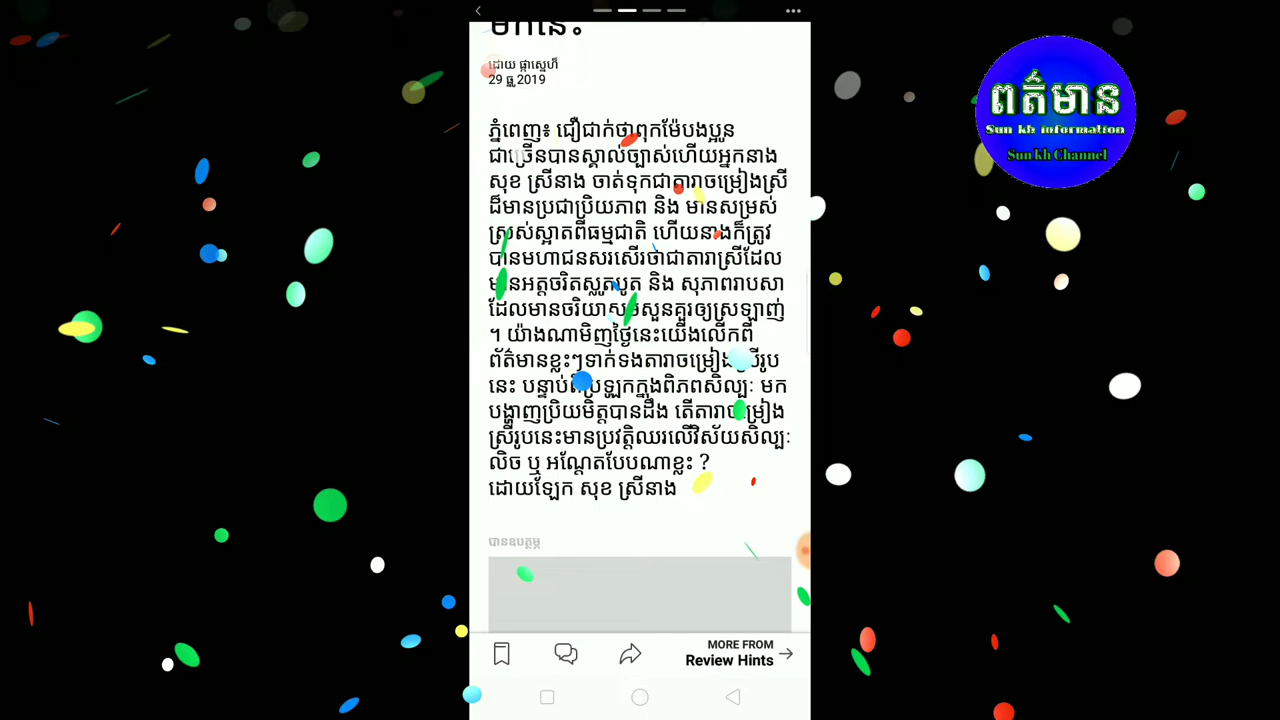 មកនេះ
ដោយ ផ្កាស្នេហ៍
29 ធ្នូ 2019
ភ្នំពេញ៖ ជឿជាក់ថាពុកម៉ែបងប្អូន
ជាច្រើនបានស្គាល់ច្បាស់ហើយអ្នកនាង
សុខ ស្រីនាង ចាត់ទុកជាតារាចម្រៀងស្រី
ដ៏មានប្រជាប្រិយភាព និង មានសម្រស់
ស្រស់ស្អាតពីធម្មជាតិ ហើយនាងក៏ត្រូវ
បានមហាជនសរសើរថាជាតារាស្រីដែល
មានអត្តចរិតស្លូតបូត និង សុភាពរាបសា
ដែលមានចរិយាសមសួនគួរឲ្យស្រឡាញ់
។ យ៉ាងណាមិញថ្ងៃនេះយើងលើកពី
ព័ត៌មានខ្លះៗទាក់ទងតារាចម្រៀងស្រីរូប
នេះ បន្ទាប់ពីប្រឡូកក្នុងពិភពសិល្បៈ មក
បង្ហាញប្រិយមិត្តបានដឹង តើតារាចម្រៀង
ស្រីរូបនេះមានប្រវត្តិឈរលើវិស័យសិល្បៈ
លិច ឬ អណ្តែតបែបណាខ្លះ ?
ដោយឡែក សុខ ស្រីនាង
បានឧបត្ថម្ភ
MORE FROM
Review Hints
ពត៌មាន
Sun kh information
Sun kh Channel